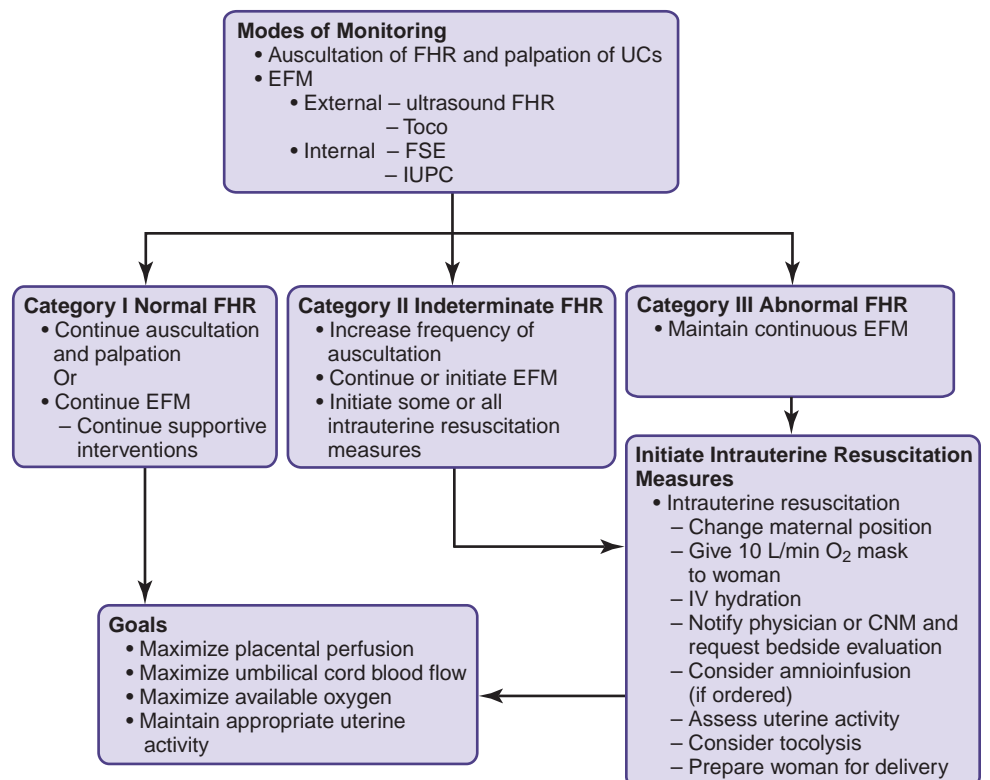 Modes of Monitoring
• Auscultation of FHR and palpation of UCs
• EFM
• External – ultrasound FHR
– Toco
• Internal – FSE
– IUPC
Category I Normal FHR
• Continue auscultation
and palpation
Or
• Continue EFM
– Continue supportive
interventions
Category II Indeterminate FHR
• Increase frequency of
auscultation
• Continue or initiate EFM
• Initiate some or all
intrauterine resuscitation
measures
Category III Abnormal FHR
• Maintain continuous EFM
Initiate Intrauterine Resuscitation
Measures
• Intrauterine resuscitation
– Change maternal position
– Give 10 L/min O₂ mask
to woman
– IV hydration
– Notify physician or CNM and
request bedside evaluation
– Consider amnioinfusion
(if ordered)
– Assess uterine activity
– Consider tocolysis
– Prepare woman for delivery
Goals
• Maximize placental perfusion
• Maximize umbilical cord blood flow
• Maximize available oxygen
• Maintain appropriate uterine
activity